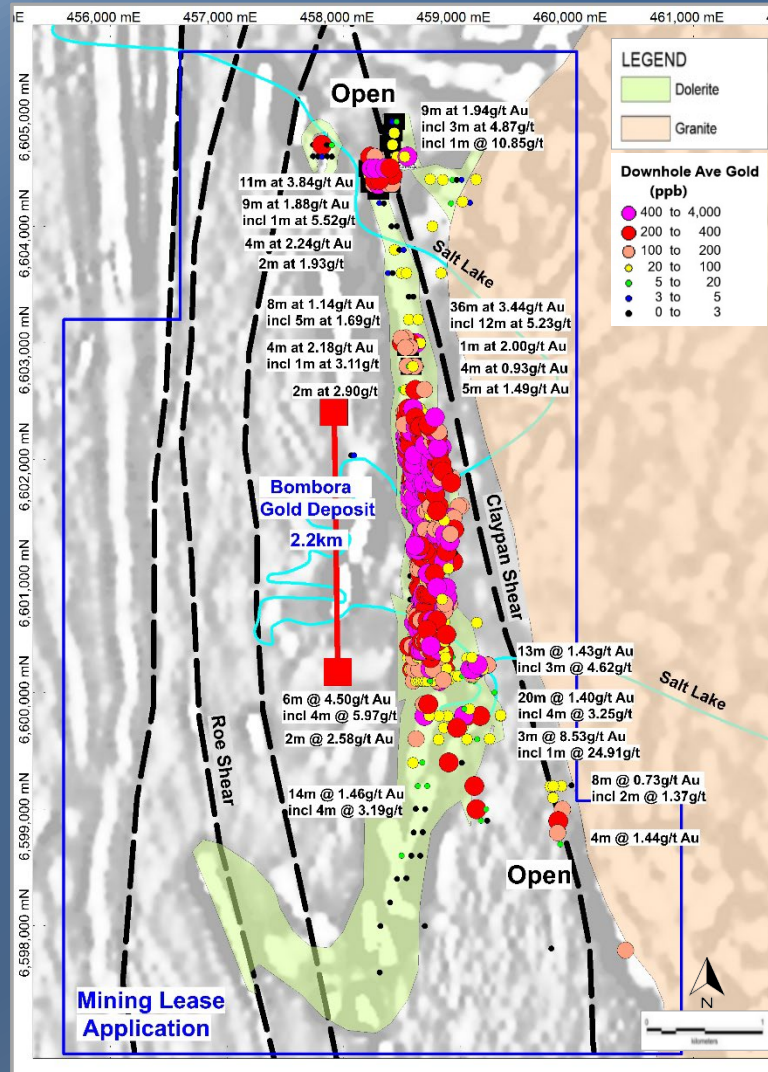 456,000 mE
457,000 mE
458,000 mE
459,000 mE
460,000 mE
461,000 mE
6,605,000 mN
6,604,000 mN
6,603,000 mN
6,602,000 mN
6,601,000 mN
6,600,000 mN
6,599,000 mN
6,598,000 mN
LEGEND
Dolerite
Granite
Downhole Ave Gold
(ppb)
400 to 4,000
200 to 400
100 to 200
20 to 100
5 to 20
3 to 5
0 to 3
Open
9m at 1.94g/t Au
incl 3m at 4.87g/t
incl 1m @ 10.85g/t
11m at 3.84g/t Au
9m at 1.88g/t Au
incl 1m at 5.52g/t
4m at 2.24g/t Au
2m at 1.93g/t
Salt Lake
8m at 1.14g/t Au
incl 5m at 1.69g/t
36m at 3.44g/t Au
incl 12m at 5.23g/t
4m at 2.18g/t Au
incl 1m at 3.11g/t
1m at 2.00g/t Au
4m at 0.93g/t Au
2m at 2.90g/t
5m at 1.49g/t Au
Bombora
Gold Deposit
2.2km
Claypan Shear
13m @ 1.43g/t Au
incl 3m @ 4.62g/t
6m @ 4.50g/t Au
incl 4m @ 5.97g/t
20m @ 1.40g/t Au
incl 4m @ 3.25g/t
Salt Lake
2m @ 2.58g/t Au
3m @ 8.53g/t Au
incl 1m @ 24.91g/t
Roe Shear
14m @ 1.46g/t Au
incl 4m @ 3.19g/t
8m @ 0.73g/t Au
incl 2m @ 1.37g/t
4m @ 1.44g/t Au
Open
Mining Lease
Application
N
0
1
kilometers